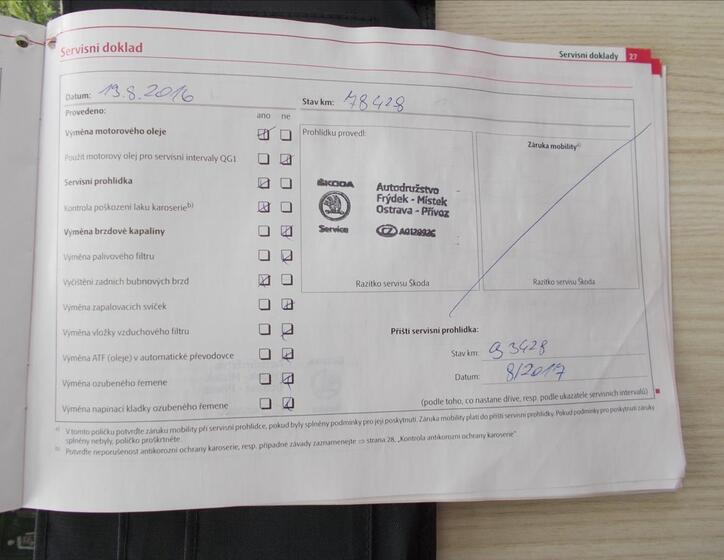 Servisní doklad
Servisní doklady 27
Datum: 13.8.2016
Stav km: 78428
Provedeno:
ano ne
Výměna motorového oleje
Použit motorový olej pro servisní intervaly QG1
Servisní prohlídka
Kontrola poškození laku karoserie b)
Výměna brzdové kapaliny
Výměna palivového filtru
Vyčištění zadních bubnových brzd
Výměna zapalovacích svíček
Výměna vložky vzduchového filtru
Výměna ATF (oleje) v automatické převodovce
Výměna ozubeného řemene
Výměna napínací kladky ozubeného řemene
Prohlídku provedl:
ŠKODA
Service
Autodružstvo
Frýdek - Místek
Ostrava - Přívoz
Razítko servisu Škoda
Záruka mobility a)
Razítko servisu Škoda
Příští servisní prohlídka:
Stav km: 93428
Datum: 8/2017
(podle toho, co nastane dříve, resp. podle ukazatele servisních intervalů)
a) V tomto políčku potvrďte záruku mobility při servisní prohlídce, pokud byly splněny podmínky pro její poskytnutí. Záruka mobility platí do příští servisní prohlídky. Pokud podmínky pro poskytnutí záruky
splněny nebyly, políčko proškrtněte.
b) Potvrďte neporušenost antikorozní ochrany karoserie, resp. případné závady zaznamenejte ⇒ strana 28, „Kontrola antikorozní ochrany karoserie".